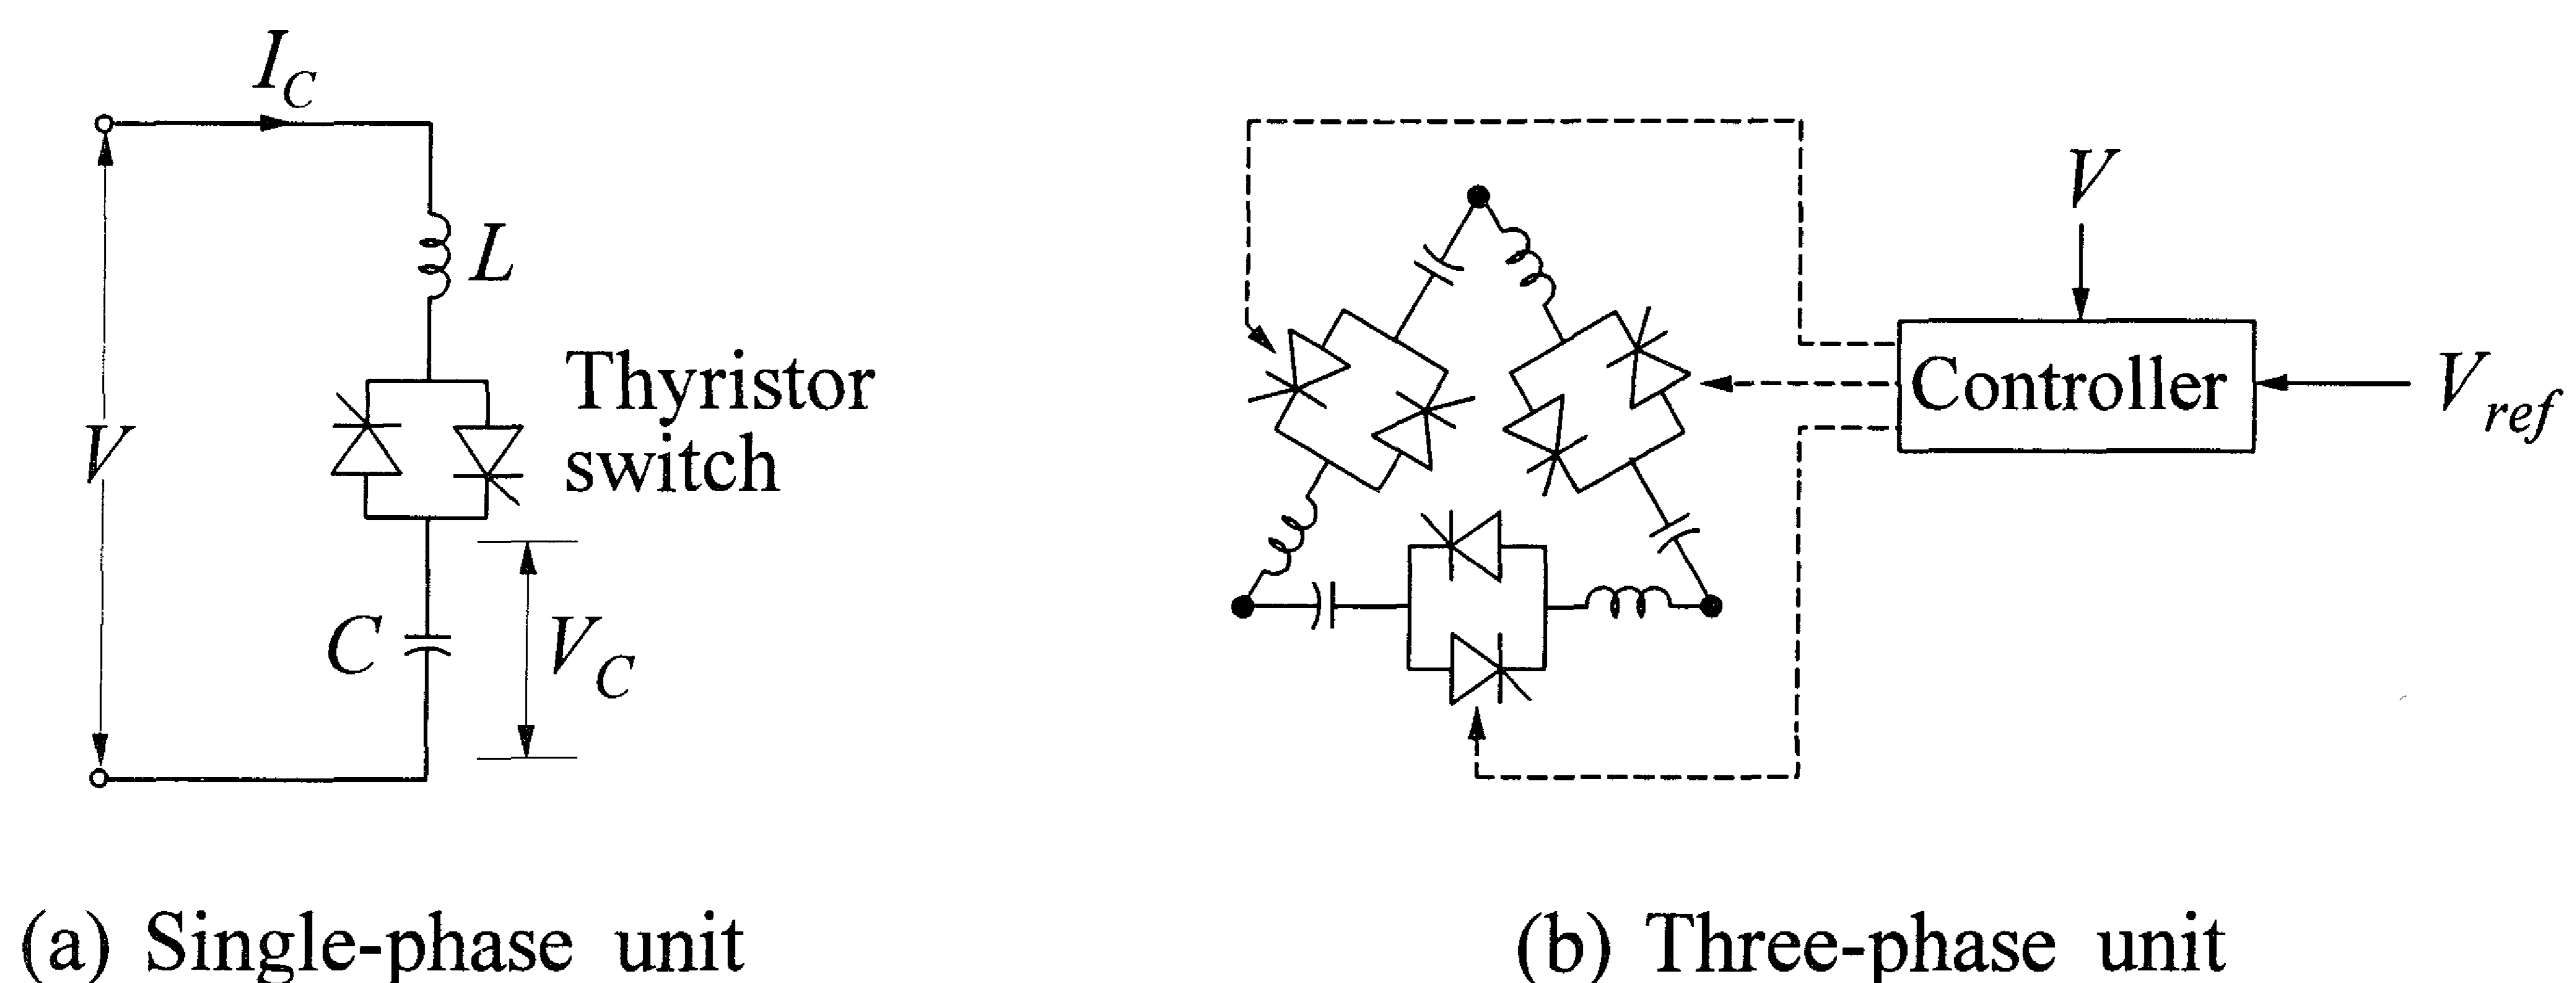 I_C
L
Thyristor
switch
V
C
V_C
V
Controller
V_ref
(a) Single-phase unit
(b) Three-phase unit